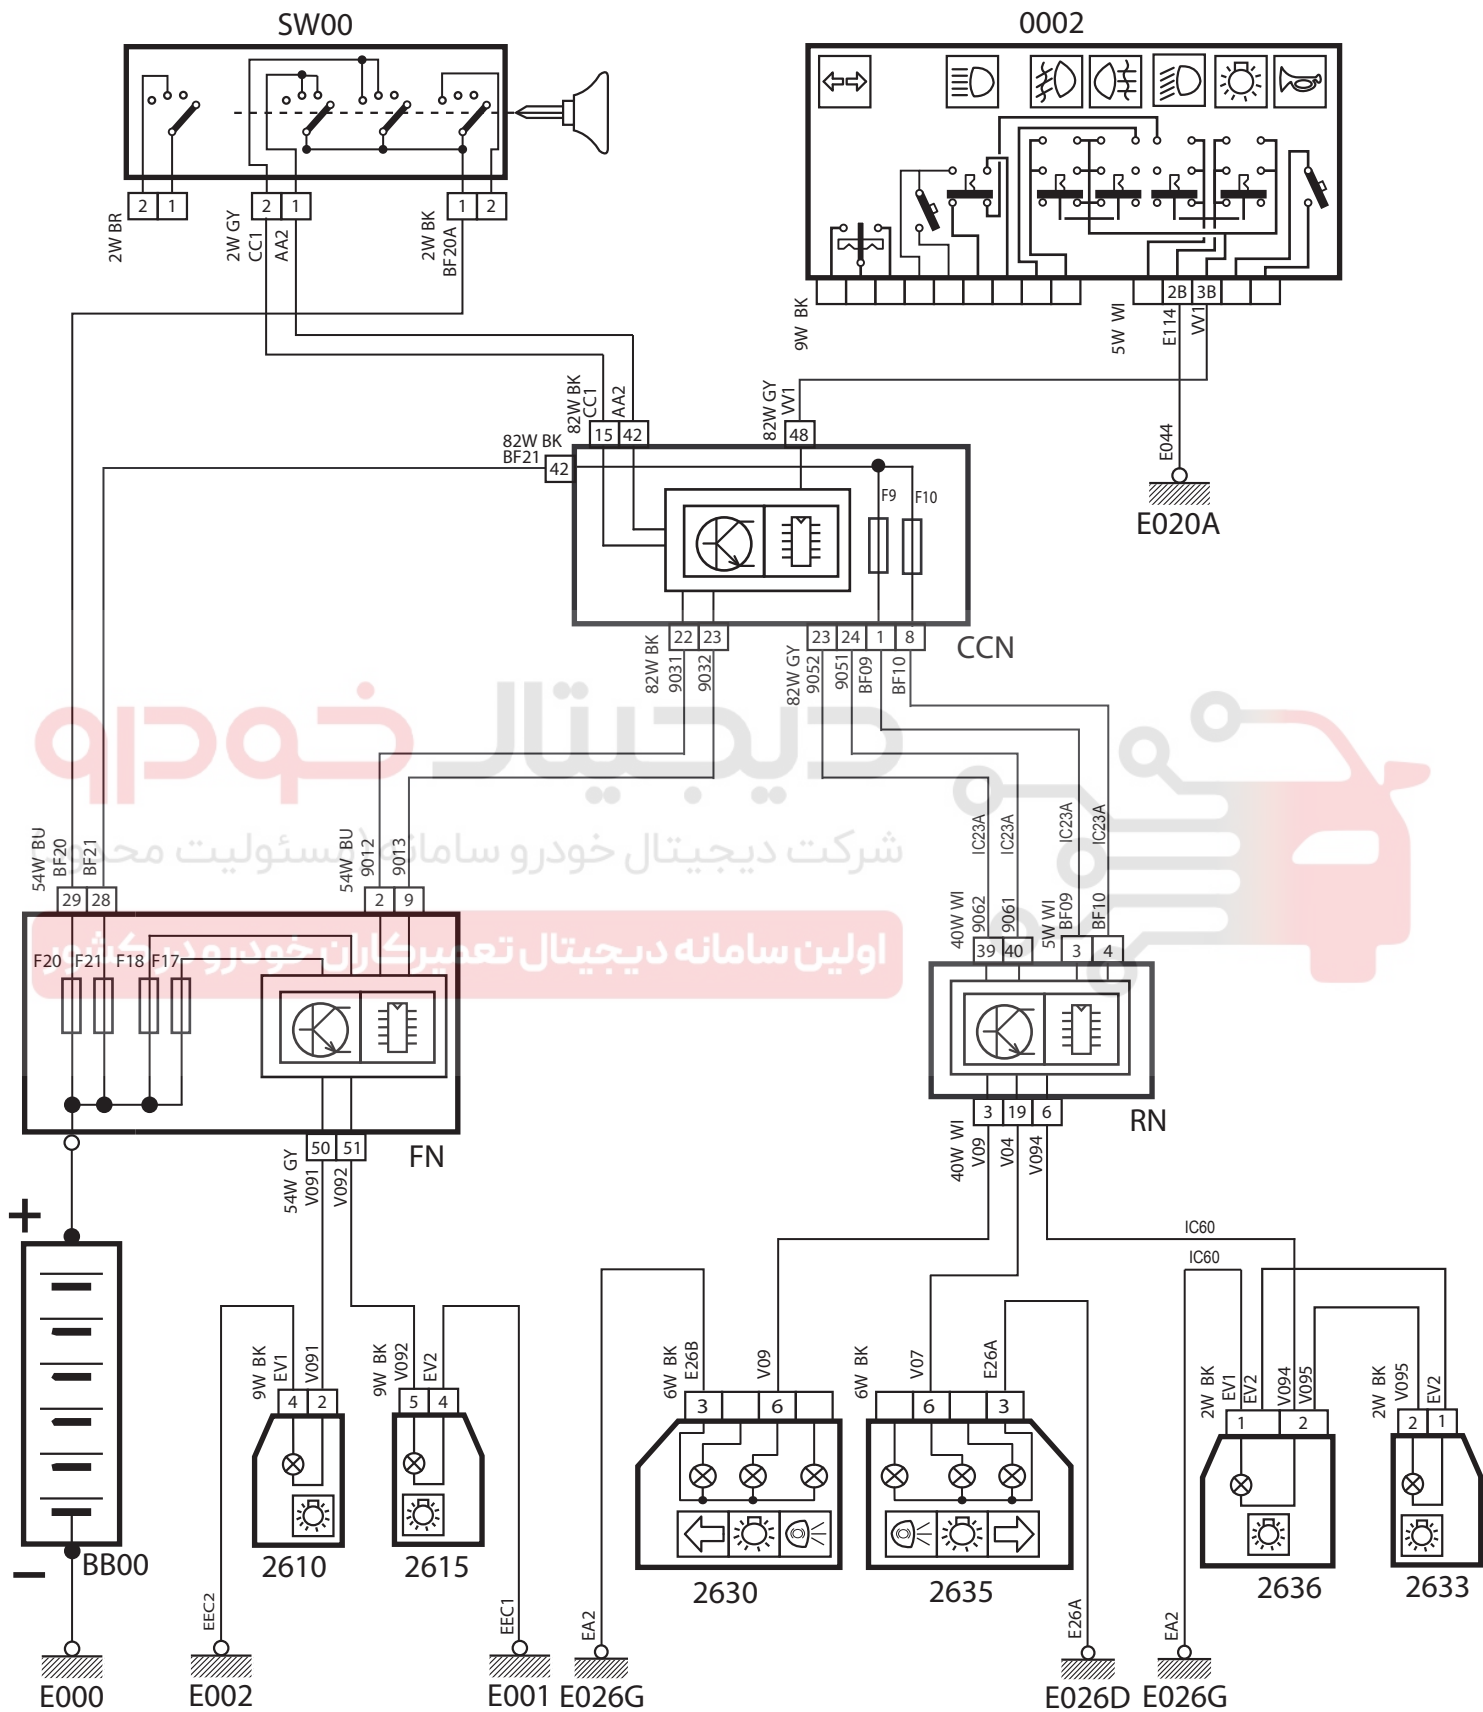 SW00
0002
2 1 2 1 1 2
2W BR
2W GY
CC1
AA2
2W BK
BF20A
9W BK
5W WI
2B 3B
E114
VV1
E044
E020A
82W BK
CC1
AA2
15 42
82W GY
VV1
48
82W BK
BF21
42
F9
F10
22 23
23 24 1 8
CCN
82W BK
9031
9032
82W GY
9052
9051
BF09
BF10
دیجیتال خودرو
شرکت دیجیتال خودرو سامانه (مسئولیت محدود)
اولین سامانه دیجیتال تعمیرکاران خودرو در کشور
54W BU
BF20
BF21
54W BU
9012
9013
29 28
2 9
F20 F21 F18 F17
50 51
FN
54W GY
V091
V092
IC23A
IC23A
IC23A
IC23A
40W WI
9062
9061
5W WI
BF09
BF10
39 40 3 4
3 19 6
RN
40W WI
V09
V04
V094
IC60
IC60
+
−
BB00
9W BK
EV1
V091
4 2
2610
9W BK
V092
EV2
5 4
2615
6W BK
E26B
V09
3 6
2630
6W BK
V07
E26A
6 3
2635
2W BK
EV1
EV2
V094
V095
1 2
2636
2W BK
V095
EV2
2 1
2633
EEC2
EEC1
EA2
E26A
EA2
E000
E002
E001
E026G
E026D
E026G